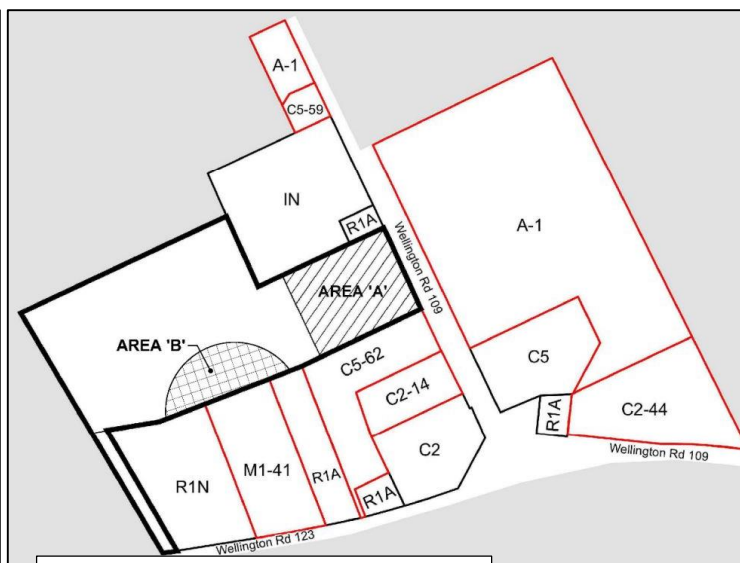 A-1
C5-59
IN
R1A
Wellington Rd 109
A-1
AREA 'A'
AREA 'B'
C5-62
C5
C2-14
C2-44
R1A
Wellington Rd 109
R1N
M1-41
R1A
C2
R1A
Wellington Rd 123